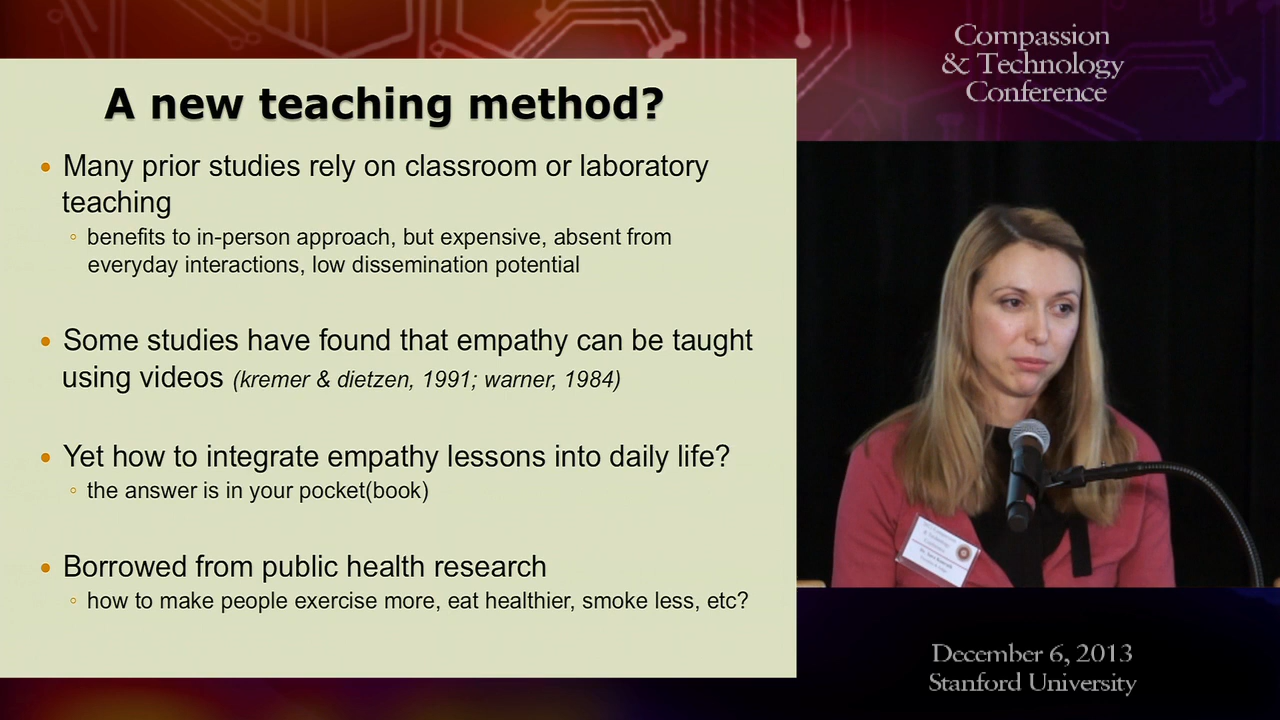 A new teaching method?
• Many prior studies rely on classroom or laboratory
teaching
◦ benefits to in-person approach, but expensive, absent from
everyday interactions, low dissemination potential
• Some studies have found that empathy can be taught
using videos (kremer & dietzen, 1991; warner, 1984)
• Yet how to integrate empathy lessons into daily life?
◦ the answer is in your pocket(book)
• Borrowed from public health research
◦ how to make people exercise more, eat healthier, smoke less, etc?
Compassion
& Technology
Conference
December 6, 2013
Stanford University